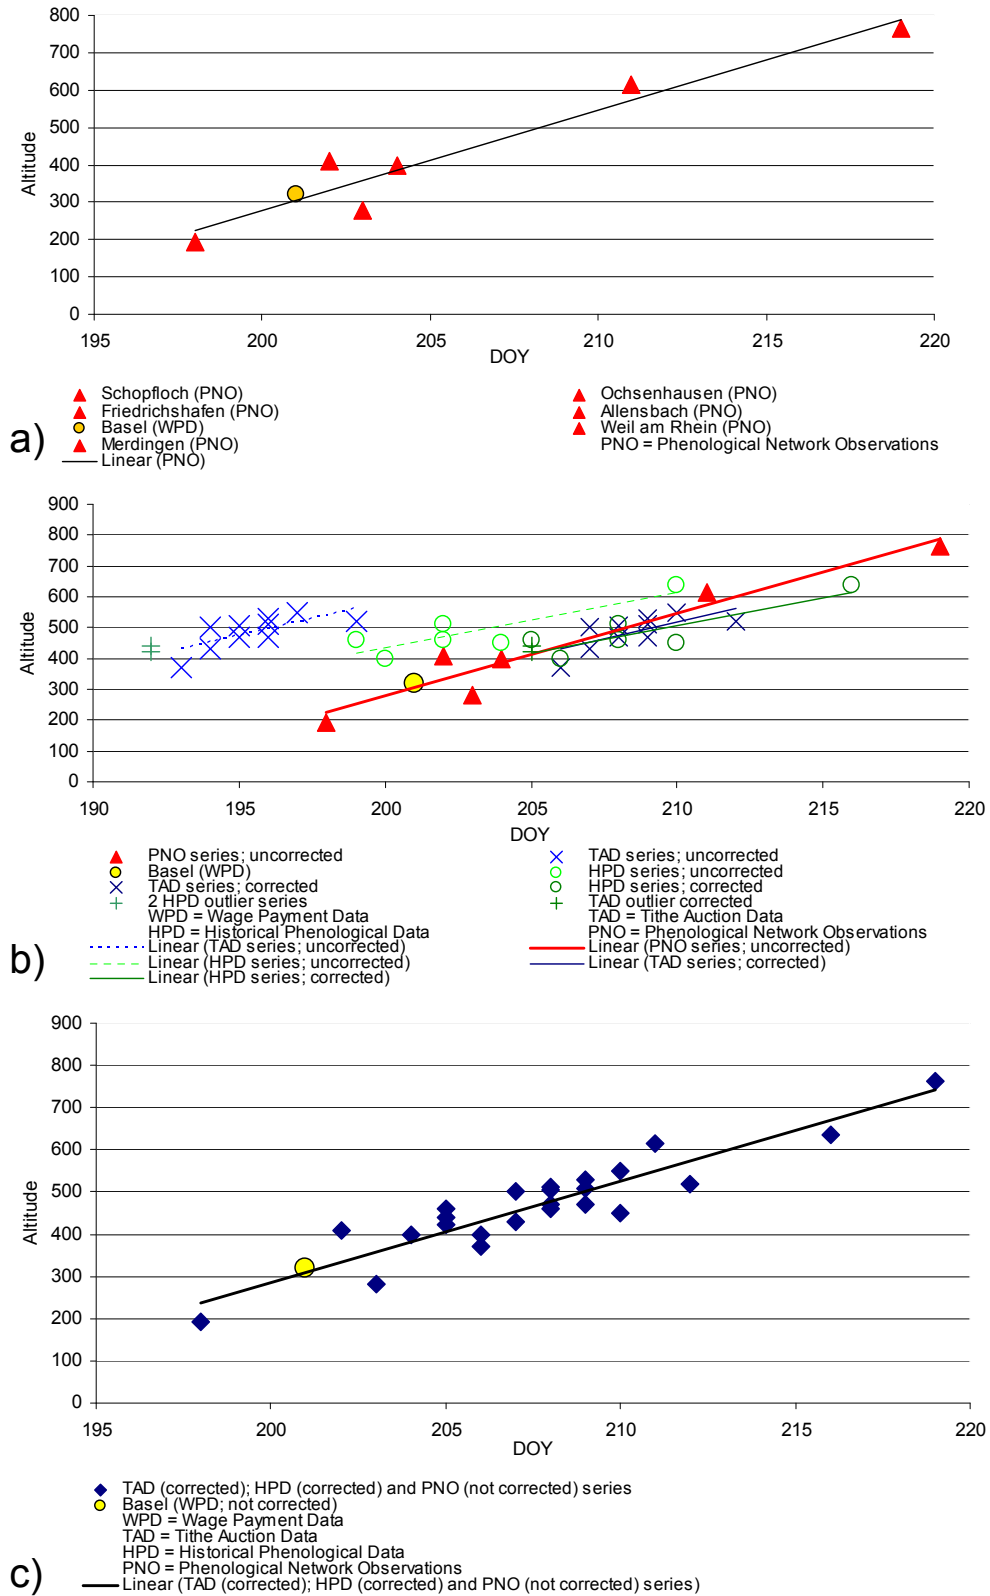 800
700
600
500
400
300
200
100
0
Altitude
195 200 205 210 215 220
DOY
Schopfloch (PNO) Ochsenhausen (PNO)
Friedrichshafen (PNO) Allensbach (PNO)
Basel (WPD) Weil am Rhein (PNO)
Merdingen (PNO) PNO = Phenological Network Observations
Linear (PNO)
a)
900
800
700
600
500
400
300
200
100
0
Altitude
190 195 200 205 210 215 220
DOY
PNO series; uncorrected TAD series; uncorrected
Basel (WPD) HPD series; uncorrected
TAD series; corrected HPD series; corrected
2 HPD outlier series TAD outlier corrected
WPD = Wage Payment Data TAD = Tithe Auction Data
HPD = Historical Phenological Data PNO = Phenological Network Observations
Linear (TAD series; uncorrected) Linear (PNO series; uncorrected)
Linear (HPD series; uncorrected) Linear (TAD series; corrected)
Linear (HPD series; corrected)
b)
900
800
700
600
500
400
300
200
100
0
Altitude
195 200 205 210 215 220
DOY
TAD (corrected); HPD (corrected) and PNO (not corrected) series
Basel (WPD; not corrected)
WPD = Wage Payment Data
TAD = Tithe Auction Data
HPD = Historical Phenological Data
PNO = Phenological Network Observations
Linear (TAD (corrected); HPD (corrected) and PNO (not corrected) series)
c)